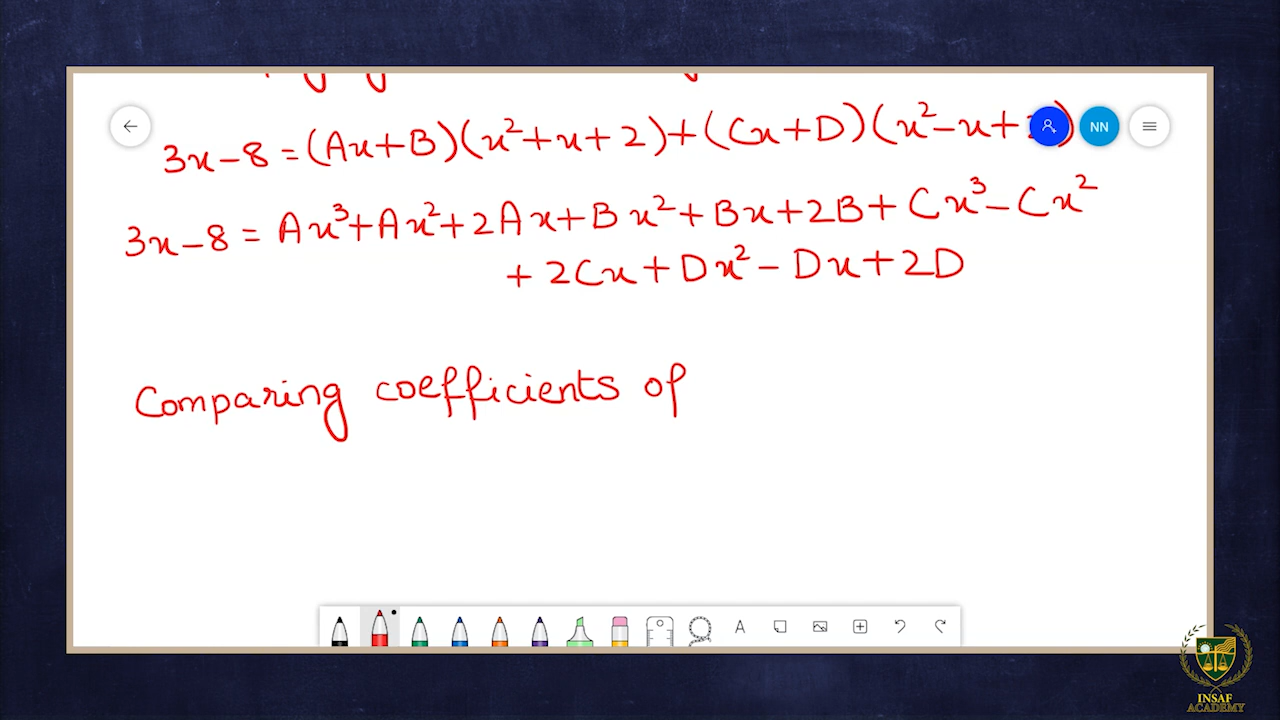 3x-8=(Ax+B)(x²+x+2)+(Cx+D)(x²-x+2)
NN
3x-8=Ax³+Ax²+2Ax+Bx²+Bx+2B+Cx³-Cx²
+2Cx+Dx²-Dx+2D
Comparing coefficients of
A
INSAF
ACADEMY